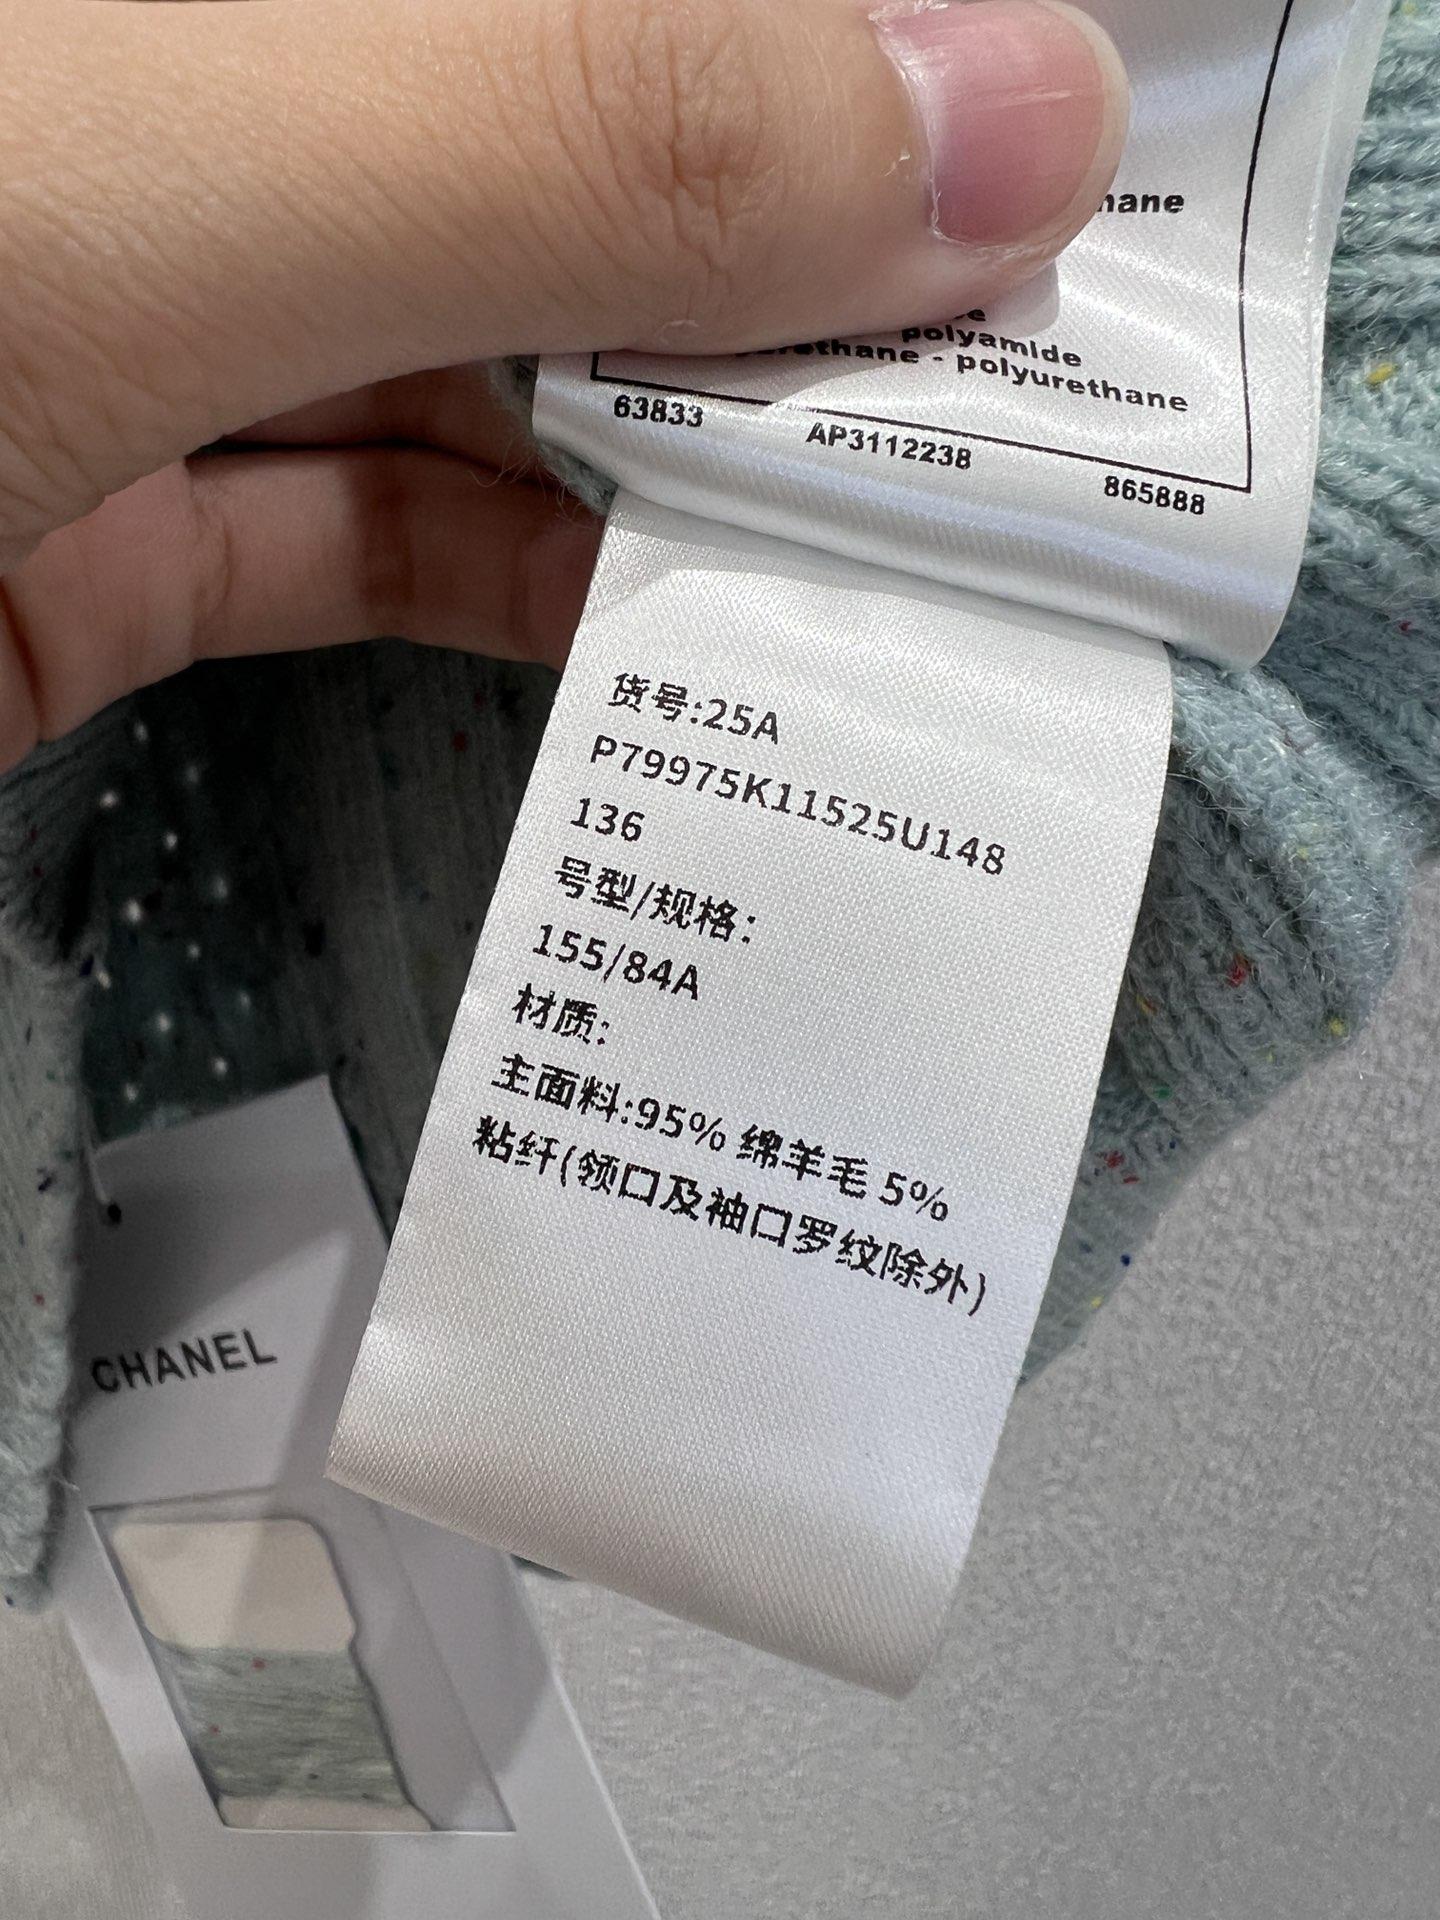 polyamide
polyurethane
63833 AP3112238 865888
货号:25A
P79975K11525U148
136
号型/规格:
155/84A
材质:
主面料:95% 绵羊毛 5%
粘纤(领口及袖口罗纹除外)
CHANEL